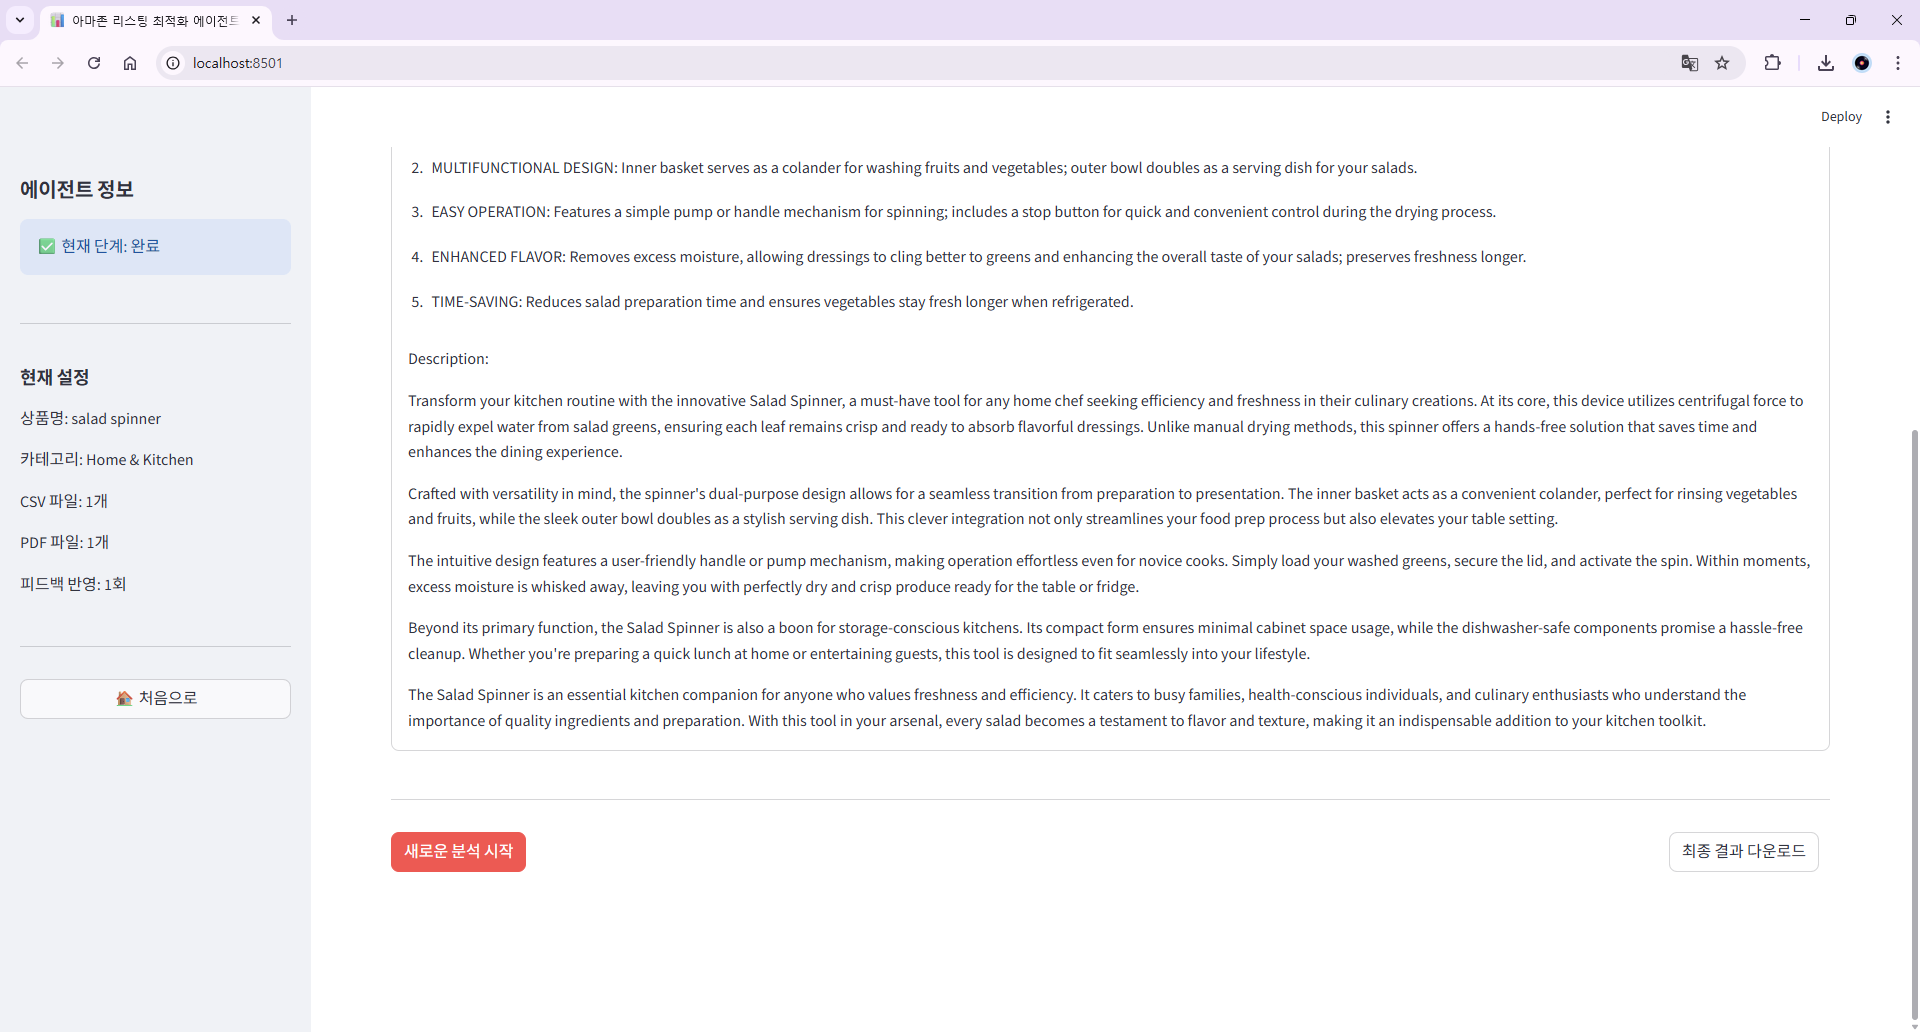 아마존 리스팅 최적화 에이전트
localhost:8501
Deploy
에이전트 정보
현재 단계: 완료
현재 설정
상품명: salad spinner
카테고리: Home & Kitchen
CSV 파일: 1개
PDF 파일: 1개
피드백 반영: 1회
처음으로
2. MULTIFUNCTIONAL DESIGN: Inner basket serves as a colander for washing fruits and vegetables; outer bowl doubles as a serving dish for your salads.
3. EASY OPERATION: Features a simple pump or handle mechanism for spinning; includes a stop button for quick and convenient control during the drying process.
4. ENHANCED FLAVOR: Removes excess moisture, allowing dressings to cling better to greens and enhancing the overall taste of your salads; preserves freshness longer.
5. TIME-SAVING: Reduces salad preparation time and ensures vegetables stay fresh longer when refrigerated.
Description:
Transform your kitchen routine with the innovative Salad Spinner, a must-have tool for any home chef seeking efficiency and freshness in their culinary creations. At its core, this device utilizes centrifugal force to
rapidly expel water from salad greens, ensuring each leaf remains crisp and ready to absorb flavorful dressings. Unlike manual drying methods, this spinner offers a hands-free solution that saves time and
enhances the dining experience.
Crafted with versatility in mind, the spinner's dual-purpose design allows for a seamless transition from preparation to presentation. The inner basket acts as a convenient colander, perfect for rinsing vegetables
and fruits, while the sleek outer bowl doubles as a stylish serving dish. This clever integration not only streamlines your food prep process but also elevates your table setting.
The intuitive design features a user-friendly handle or pump mechanism, making operation effortless even for novice cooks. Simply load your washed greens, secure the lid, and activate the spin. Within moments,
excess moisture is whisked away, leaving you with perfectly dry and crisp produce ready for the table or fridge.
Beyond its primary function, the Salad Spinner is also a boon for storage-conscious kitchens. Its compact form ensures minimal cabinet space usage, while the dishwasher-safe components promise a hassle-free
cleanup. Whether you're preparing a quick lunch at home or entertaining guests, this tool is designed to fit seamlessly into your lifestyle.
The Salad Spinner is an essential kitchen companion for anyone who values freshness and efficiency. It caters to busy families, health-conscious individuals, and culinary enthusiasts who understand the
importance of quality ingredients and preparation. With this tool in your arsenal, every salad becomes a testament to flavor and texture, making it an indispensable addition to your kitchen toolkit.
새로운 분석 시작
최종 결과 다운로드